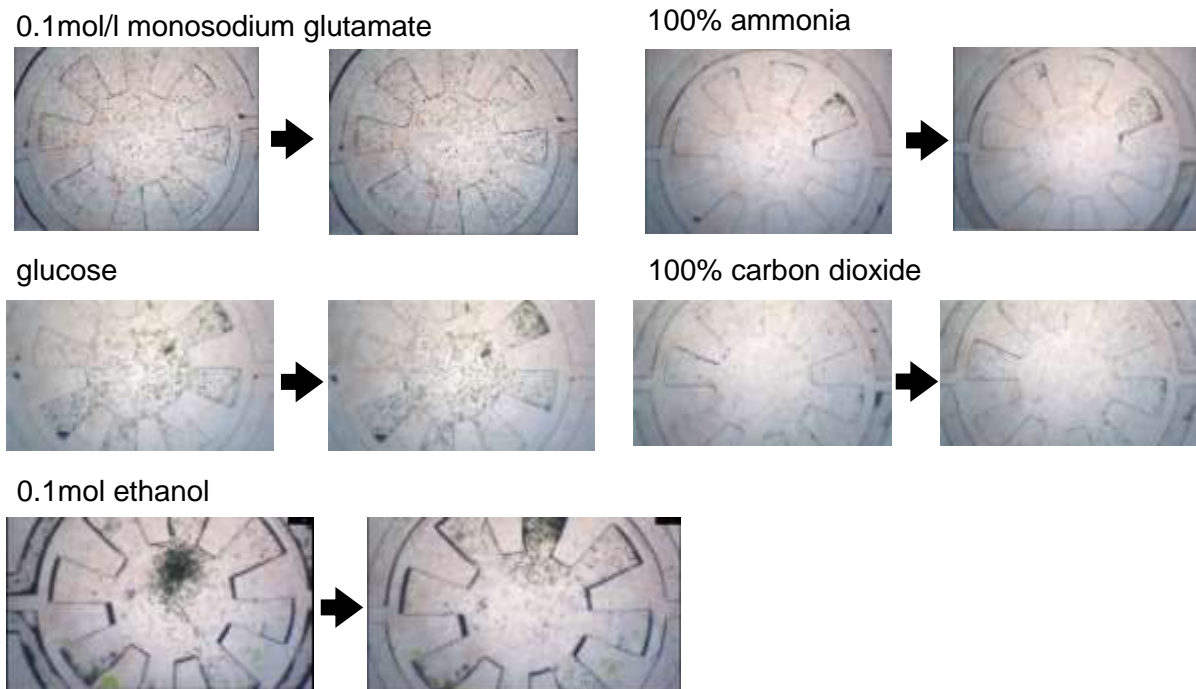 0.1mol/l monosodium glutamate
100% ammonia
glucose
100% carbon dioxide
0.1mol ethanol